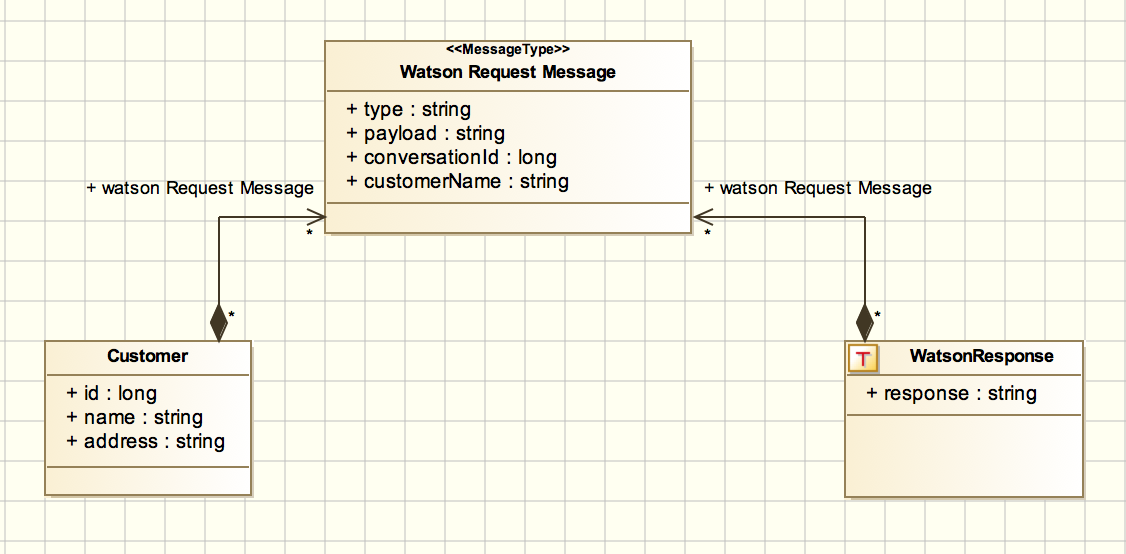 <<MessageType>>
Watson Request Message
+ type : string
+ payload : string
+ conversationId : long
+ customerName : string
+ watson Request Message
*
+ watson Request Message
*
*
Customer
+ id : long
+ name : string
+ address : string
*
T
WatsonResponse
+ response : string